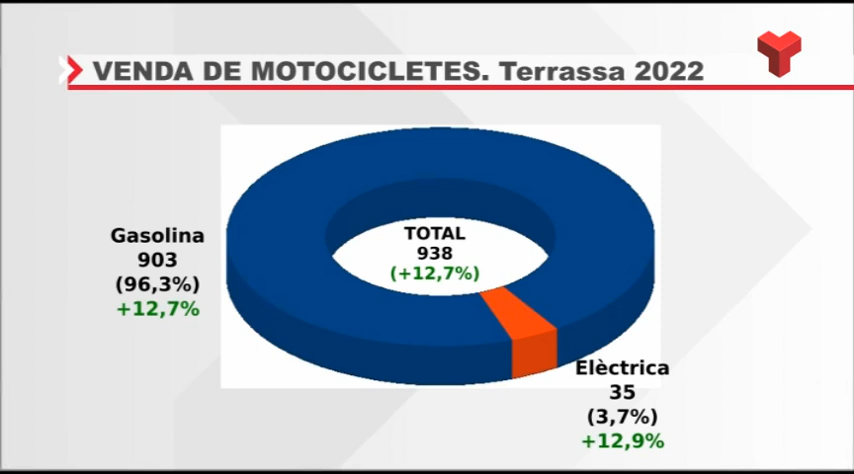 VENDA DE MOTOCICLETES. Terrassa 2022
Gasolina
903
(96,3%)
+12,7%
TOTAL
938
(+12,7%)
Elèctrica
35
(3,7%)
+12,9%